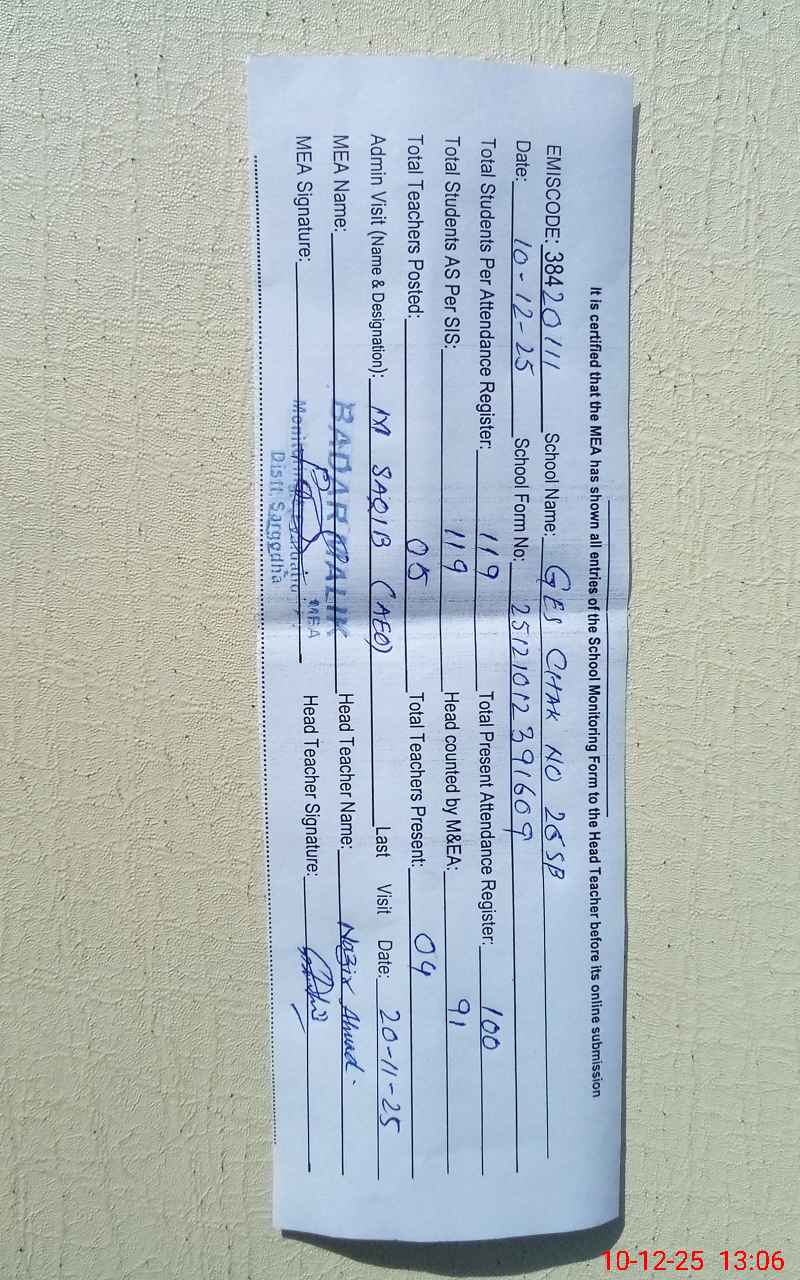 It is certified that the MEA has shown all entries of the School Monitoring Form to the Head Teacher before its online submission
EMISCODE: 38420111 School Name: GES CHAK NO 26 SB
Date: 10-12-25 School Form No: 25121012391609
Total Students Per Attendance Register: 119 Total Present Attendance Register: 100
Total Students AS Per SIS: 119 Head counted by M&EA: 91
Total Teachers Posted: 05 Total Teachers Present: 04
Admin Visit (Name & Designation): M SAQIB (AEO) Last Visit Date: 20-11-25
MEA Name: BADAR MALIK Head Teacher Name: Nazir Ahmad.
MEA Signature: MEA Head Teacher Signature:
Distt. Sargodha
10-12-25 13:06